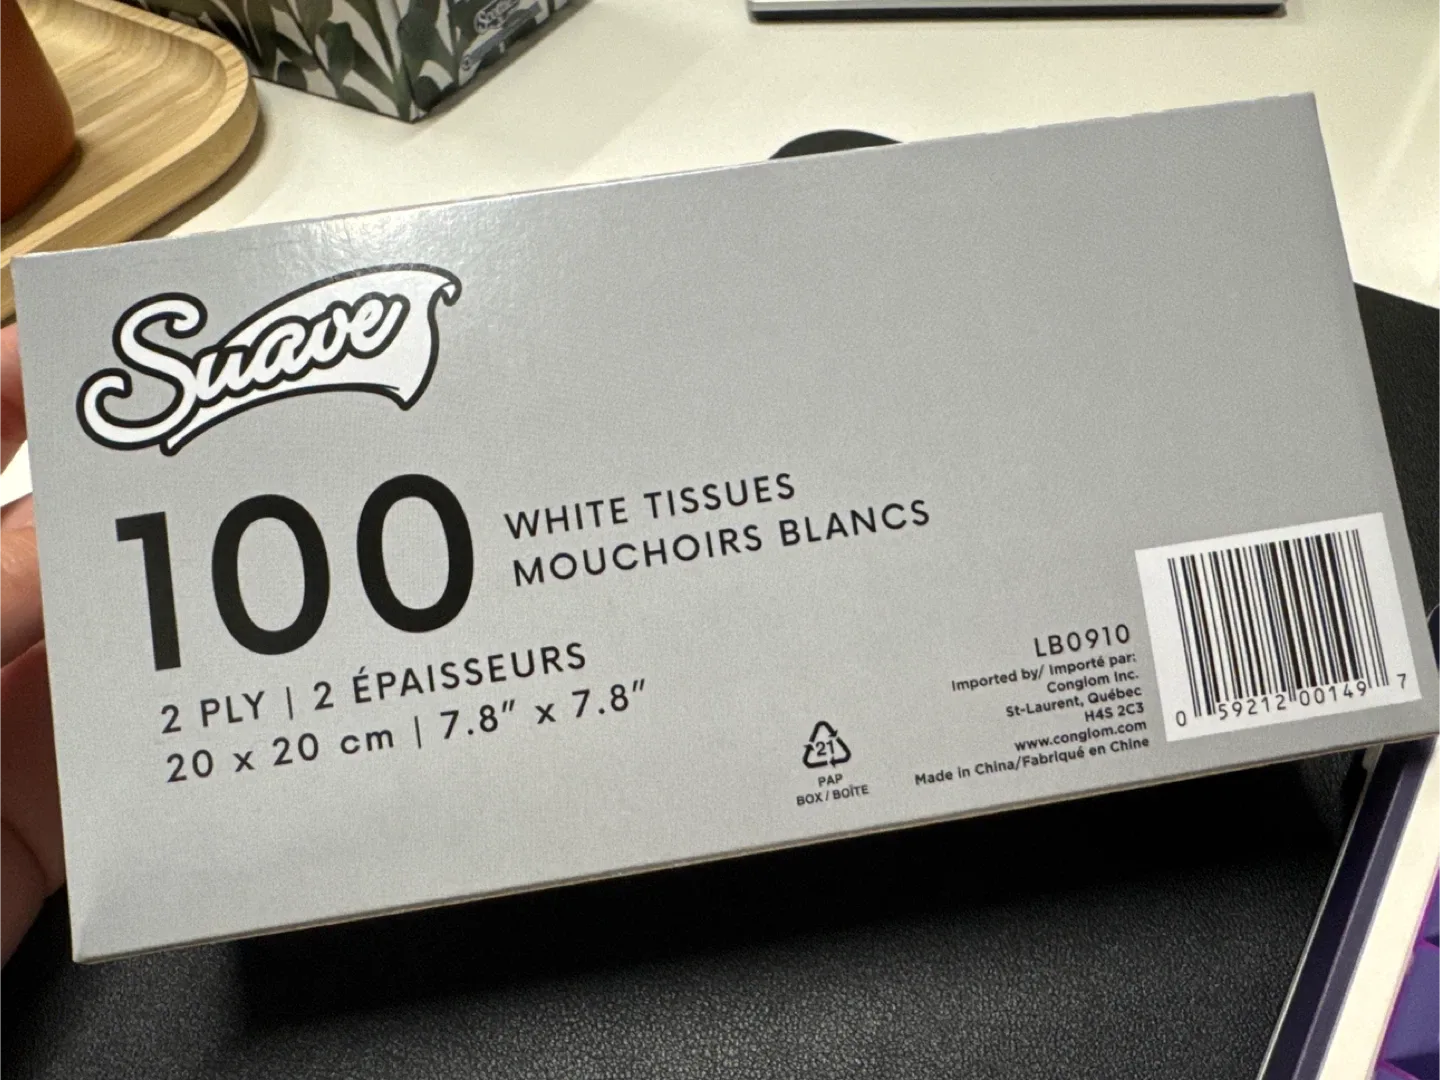 Suave
100
WHITE TISSUES
MOUCHOIRS BLANCS
2 PLY | 2 ÉPAISSEURS
20 x 20 cm | 7.8" x 7.8"
21
PAP
BOX / BOÎTE
LB0910
Imported by/ Importé par:
Conglom Inc.
St-Laurent, Québec
H4S 2C3
www.conglom.com
Made in China/Fabriqué en Chine
0 59212 00149 7